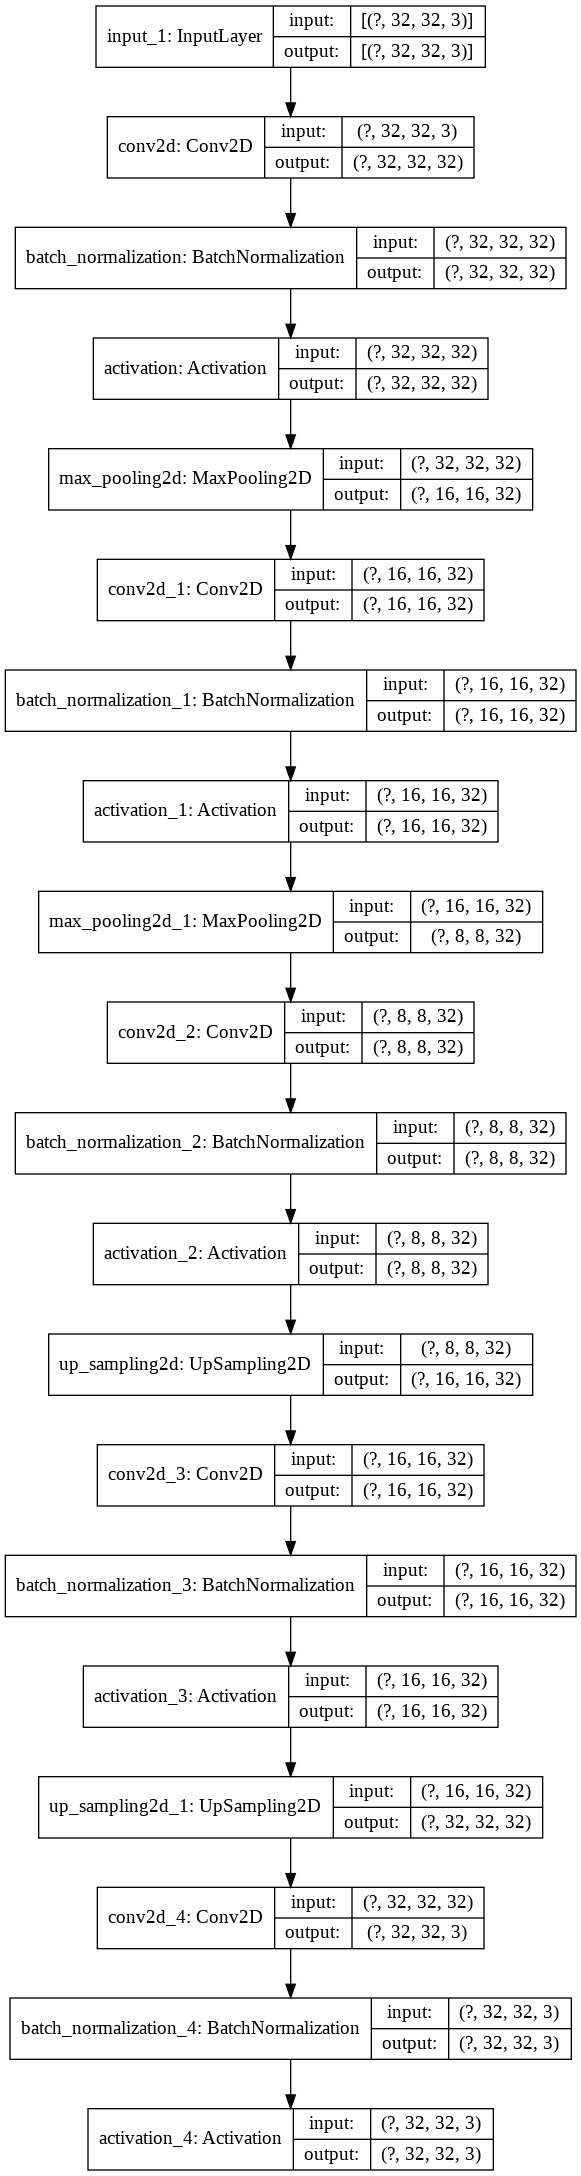 input_1: InputLayer
input: [(?, 32, 32, 3)]
output: [(?, 32, 32, 3)]
conv2d: Conv2D
input: (?, 32, 32, 3)
output: (?, 32, 32, 32)
batch_normalization: BatchNormalization
input: (?, 32, 32, 32)
output: (?, 32, 32, 32)
activation: Activation
input: (?, 32, 32, 32)
output: (?, 32, 32, 32)
max_pooling2d: MaxPooling2D
input: (?, 32, 32, 32)
output: (?, 16, 16, 32)
conv2d_1: Conv2D
input: (?, 16, 16, 32)
output: (?, 16, 16, 32)
batch_normalization_1: BatchNormalization
input: (?, 16, 16, 32)
output: (?, 16, 16, 32)
activation_1: Activation
input: (?, 16, 16, 32)
output: (?, 16, 16, 32)
max_pooling2d_1: MaxPooling2D
input: (?, 16, 16, 32)
output: (?, 8, 8, 32)
conv2d_2: Conv2D
input: (?, 8, 8, 32)
output: (?, 8, 8, 32)
batch_normalization_2: BatchNormalization
input: (?, 8, 8, 32)
output: (?, 8, 8, 32)
activation_2: Activation
input: (?, 8, 8, 32)
output: (?, 8, 8, 32)
up_sampling2d: UpSampling2D
input: (?, 8, 8, 32)
output: (?, 16, 16, 32)
conv2d_3: Conv2D
input: (?, 16, 16, 32)
output: (?, 16, 16, 32)
batch_normalization_3: BatchNormalization
input: (?, 16, 16, 32)
output: (?, 16, 16, 32)
activation_3: Activation
input: (?, 16, 16, 32)
output: (?, 16, 16, 32)
up_sampling2d_1: UpSampling2D
input: (?, 16, 16, 32)
output: (?, 32, 32, 32)
conv2d_4: Conv2D
input: (?, 32, 32, 32)
output: (?, 32, 32, 3)
batch_normalization_4: BatchNormalization
input: (?, 32, 32, 3)
output: (?, 32, 32, 3)
activation_4: Activation
input: (?, 32, 32, 3)
output: (?, 32, 32, 3)